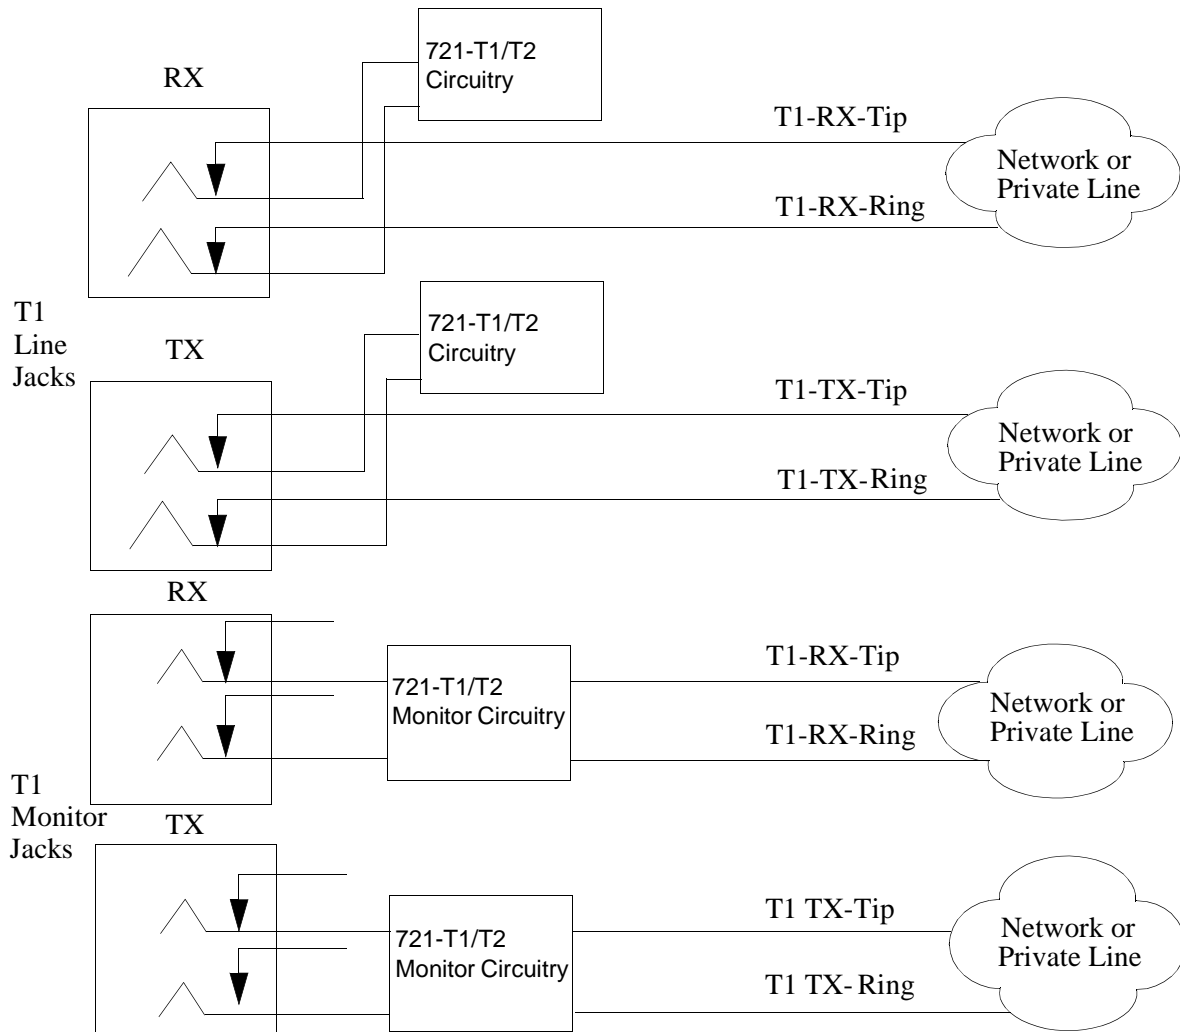 721-T1/T2
Circuitry
RX
T1-RX-Tip
Network or
Private Line
T1-RX-Ring
T1
Line
Jacks
721-T1/T2
Circuitry
TX
T1-TX-Tip
Network or
Private Line
T1-TX-Ring
RX
T1-RX-Tip
721-T1/T2
Monitor Circuitry
Network or
Private Line
T1-RX-Ring
T1
Monitor
Jacks
TX
T1 TX-Tip
721-T1/T2
Monitor Circuitry
Network or
Private Line
T1 TX- Ring